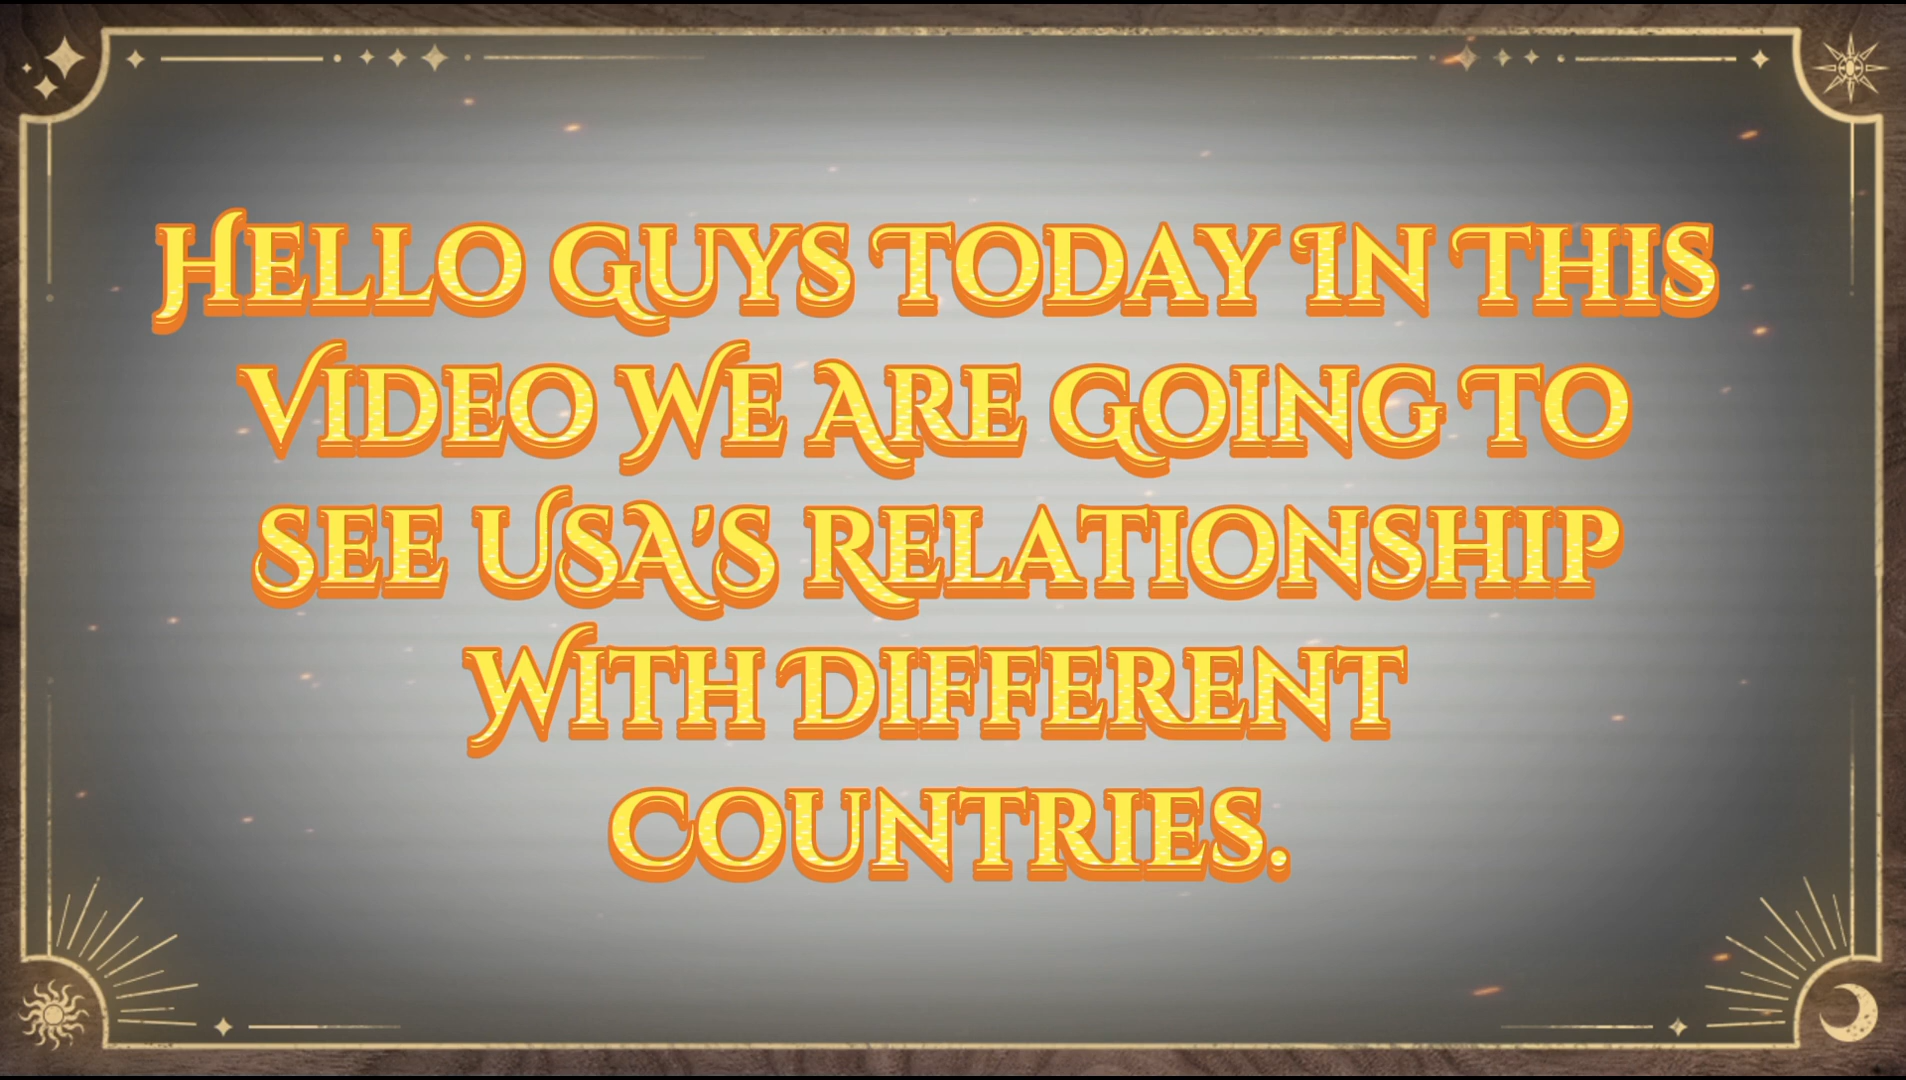 Hello Guys Today In This
Video We Are Going To
See USA's Relationship
With Different
Countries.